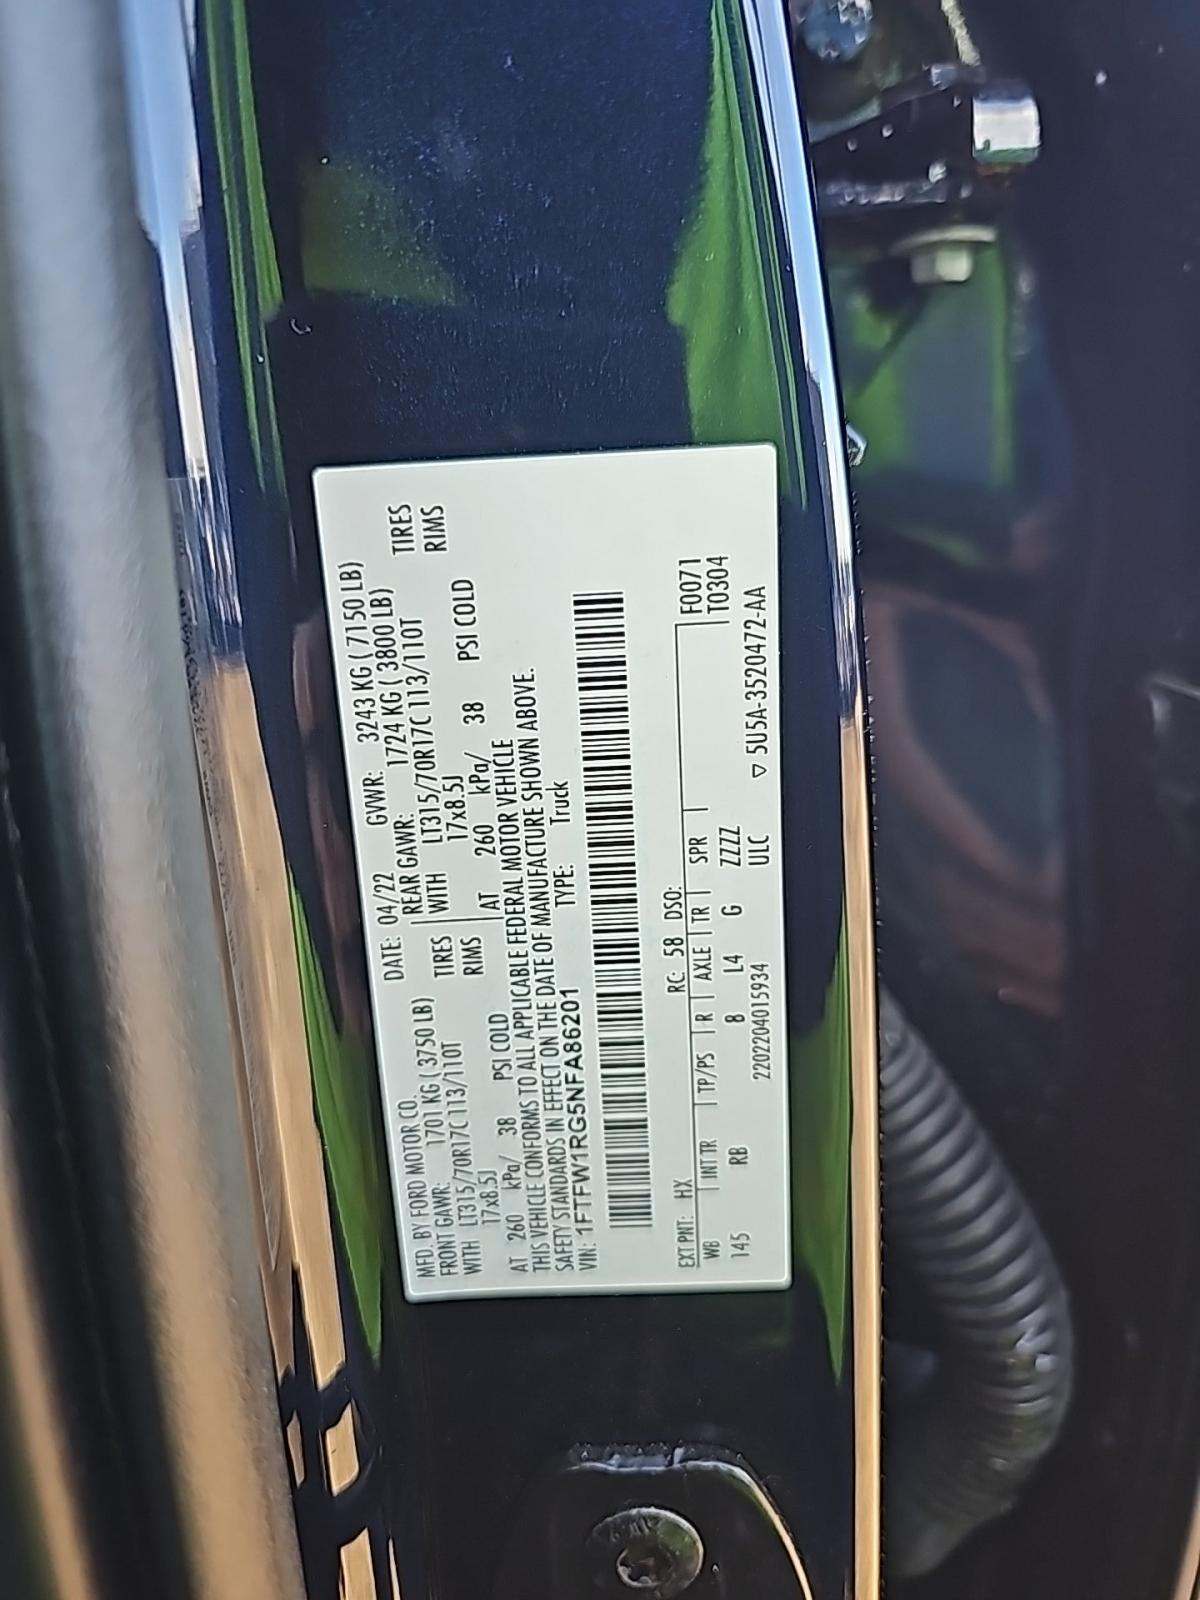 MFD. BY FORD MOTOR CO. DATE: 04/22 GVWR: 3243 KG ( 7150 LB)
FRONT GAWR: 1701 KG ( 3750 LB) REAR GAWR: 1724 KG ( 3800 LB)
WITH LT315/70R17C 113/110T TIRES WITH LT315/70R17C 113/110T TIRES
17x8.5J RIMS 17x8.5J RIMS
AT 260 kPa/ 38 PSI COLD AT 260 kPa/ 38 PSI COLD
THIS VEHICLE CONFORMS TO ALL APPLICABLE FEDERAL MOTOR VEHICLE
SAFETY STANDARDS IN EFFECT ON THE DATE OF MANUFACTURE SHOWN ABOVE.
VIN: 1FTFW1RG5NFA86201 TYPE: Truck
EXT PNT: HX RC: 58 DSO: F0071
WB INT TR TP/PS R AXLE TR SPR T0304
145 RB 8 L4 G ZZZZ
2202204015934 ULC ▽ 5U5A-3520472-AA